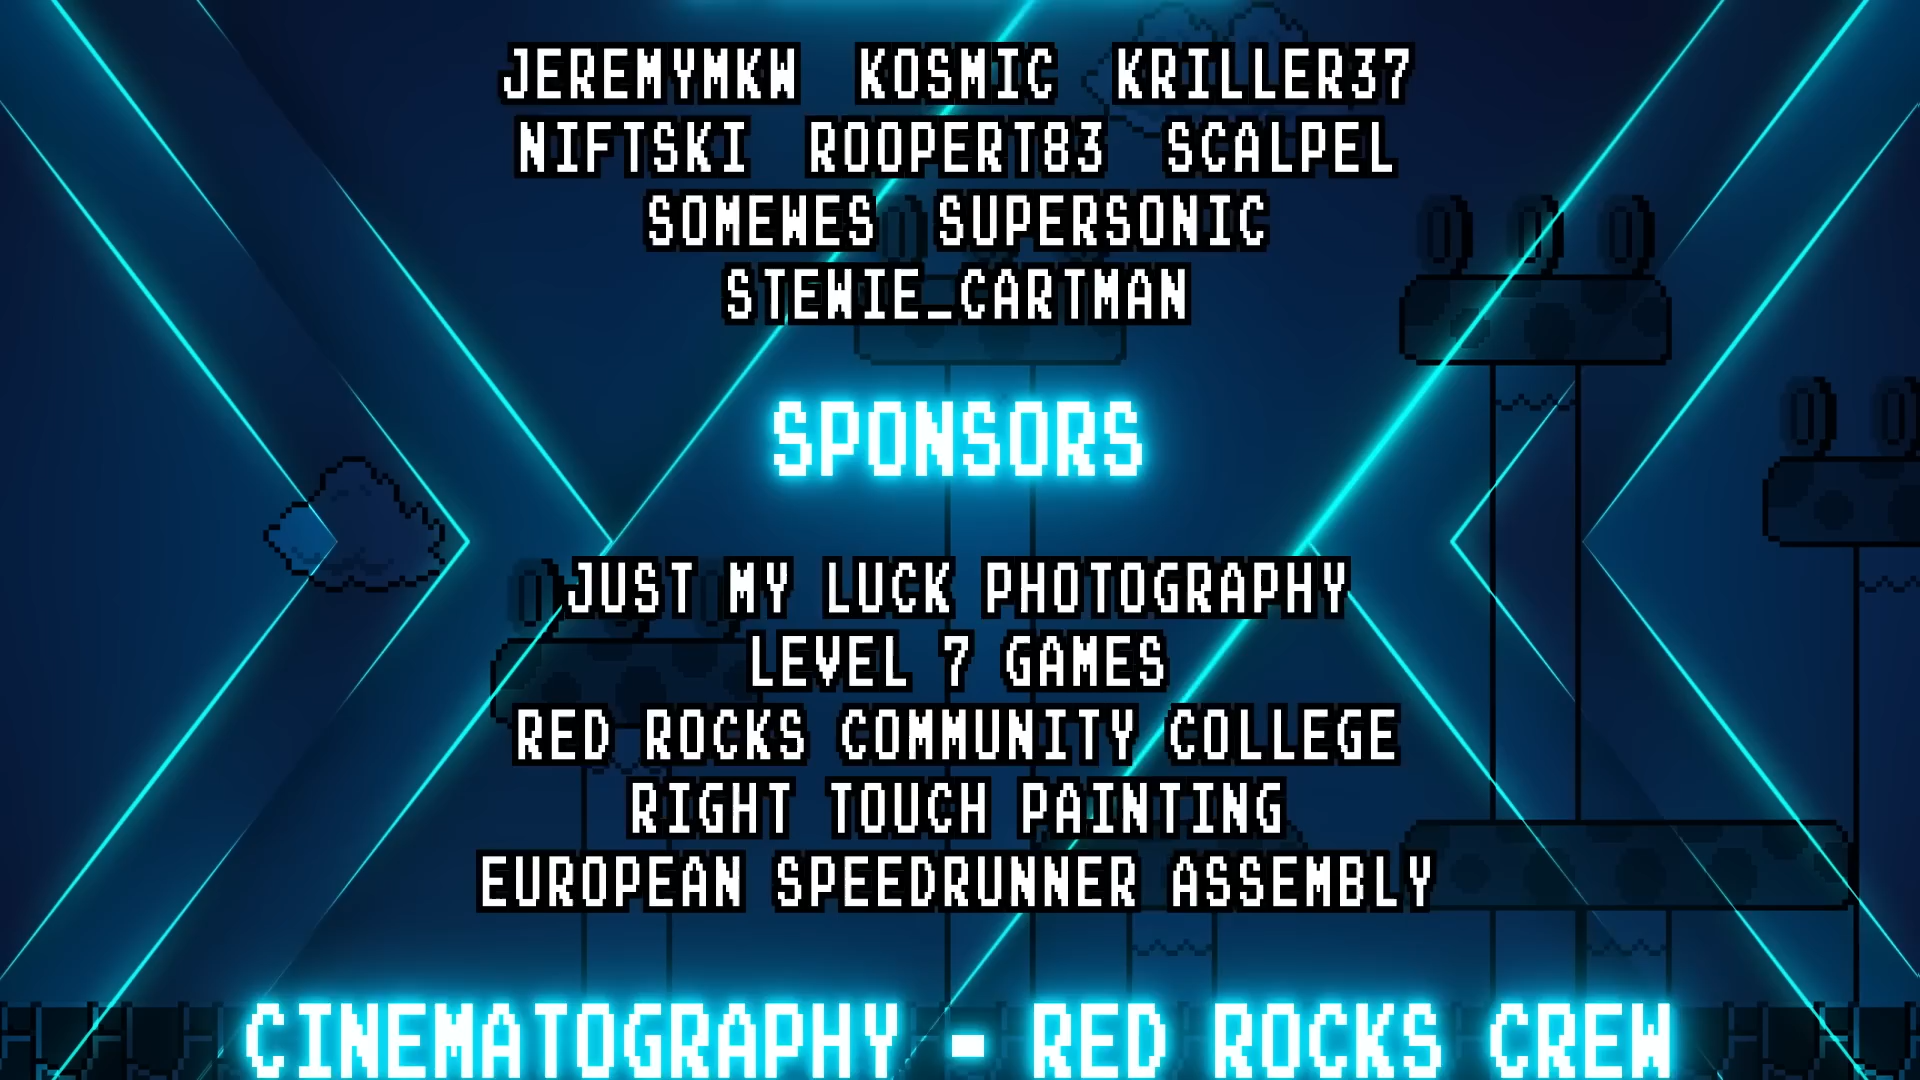 JEREMYMKW KOSMIC KRILLER37
NIFTSKI ROOPERT83 SCALPEL
SOMEWES SUPERSONIC
STEWIE_CARTMAN
SPONSORS
JUST MY LUCK PHOTOGRAPHY
LEVEL 7 GAMES
RED ROCKS COMMUNITY COLLEGE
RIGHT TOUCH PAINTING
EUROPEAN SPEEDRUNNER ASSEMBLY
CINEMATOGRAPHY - RED ROCKS CREW